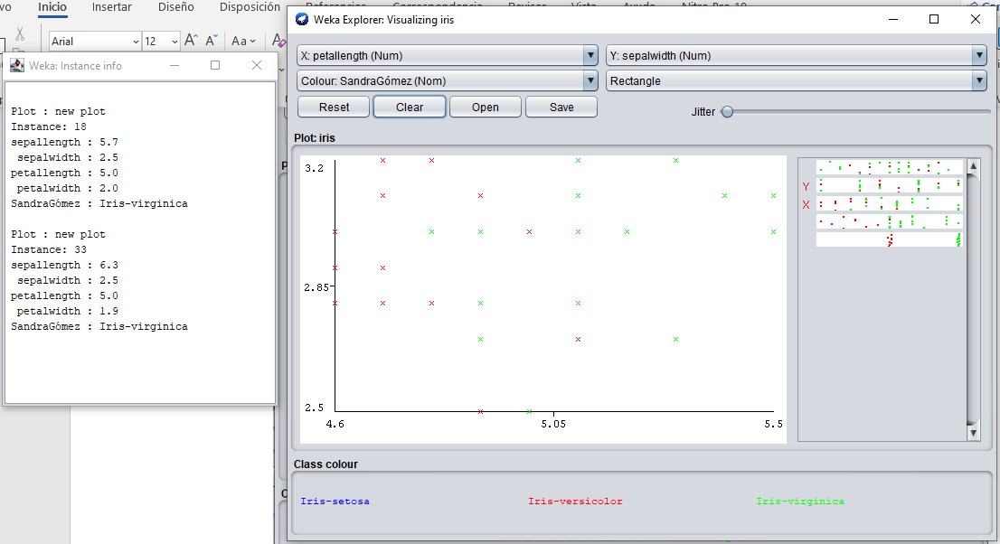 Inicio
Insertar
Diseño
Disposición
Arial
12
Aa
Weka: Instance info
Plot : new plot
Instance: 18
sepallength : 5.7
sepalwidth : 2.5
petallength : 5.0
petalwidth : 2.0
SandraGómez : Iris-virginica
Plot : new plot
Instance: 33
sepallength : 6.3
sepalwidth : 2.5
petallength : 5.0
petalwidth : 1.9
SandraGómez : Iris-virginica
Weka Explorer: Visualizing iris
X: petallength (Num)
Y: sepalwidth (Num)
Colour: SandraGómez (Nom)
Rectangle
Reset
Clear
Open
Save
Jitter
Plot: iris
3.2
2.85
2.5
4.6
5.05
5.5
Y
X
Class colour
Iris-setosa
Iris-versicolor
Iris-virginica